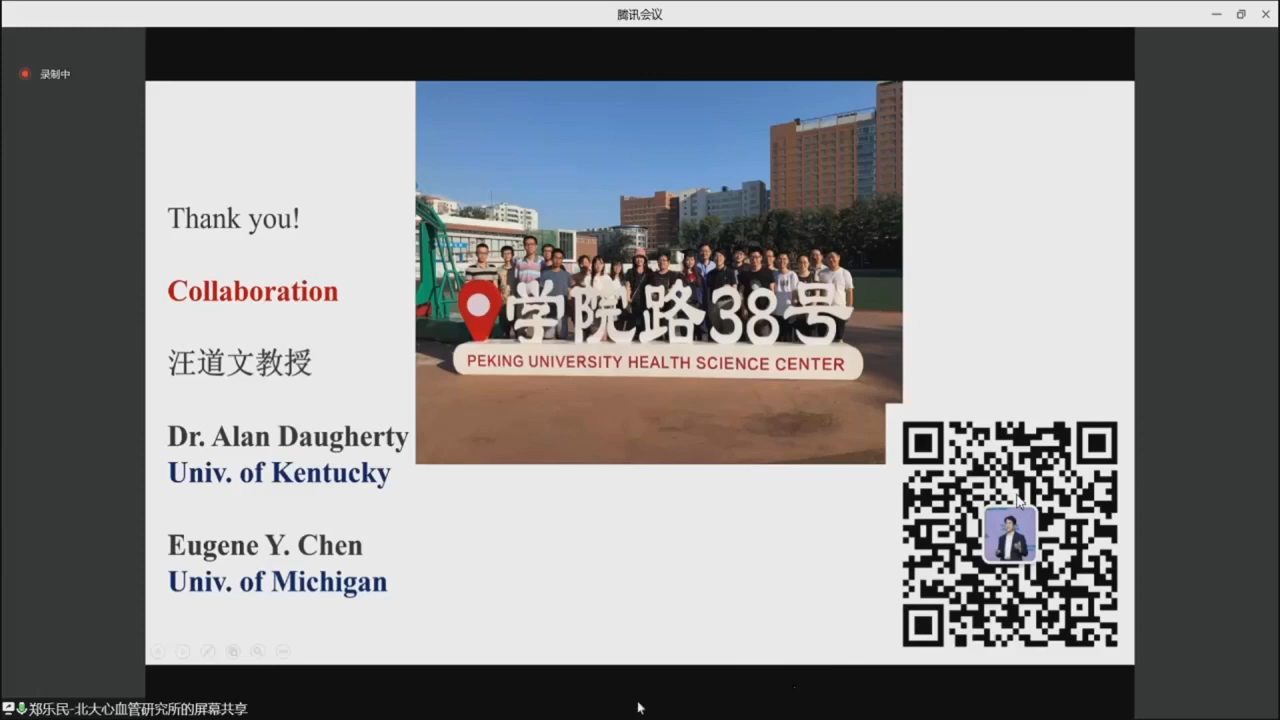 腾讯会议
录制中
Thank you!
Collaboration
汪道文教授
Dr. Alan Daugherty
Univ. of Kentucky
Eugene Y. Chen
Univ. of Michigan
学院路38号
PEKING UNIVERSITY HEALTH SCIENCE CENTER
郑乐民-北大心血管研究所的屏幕共享